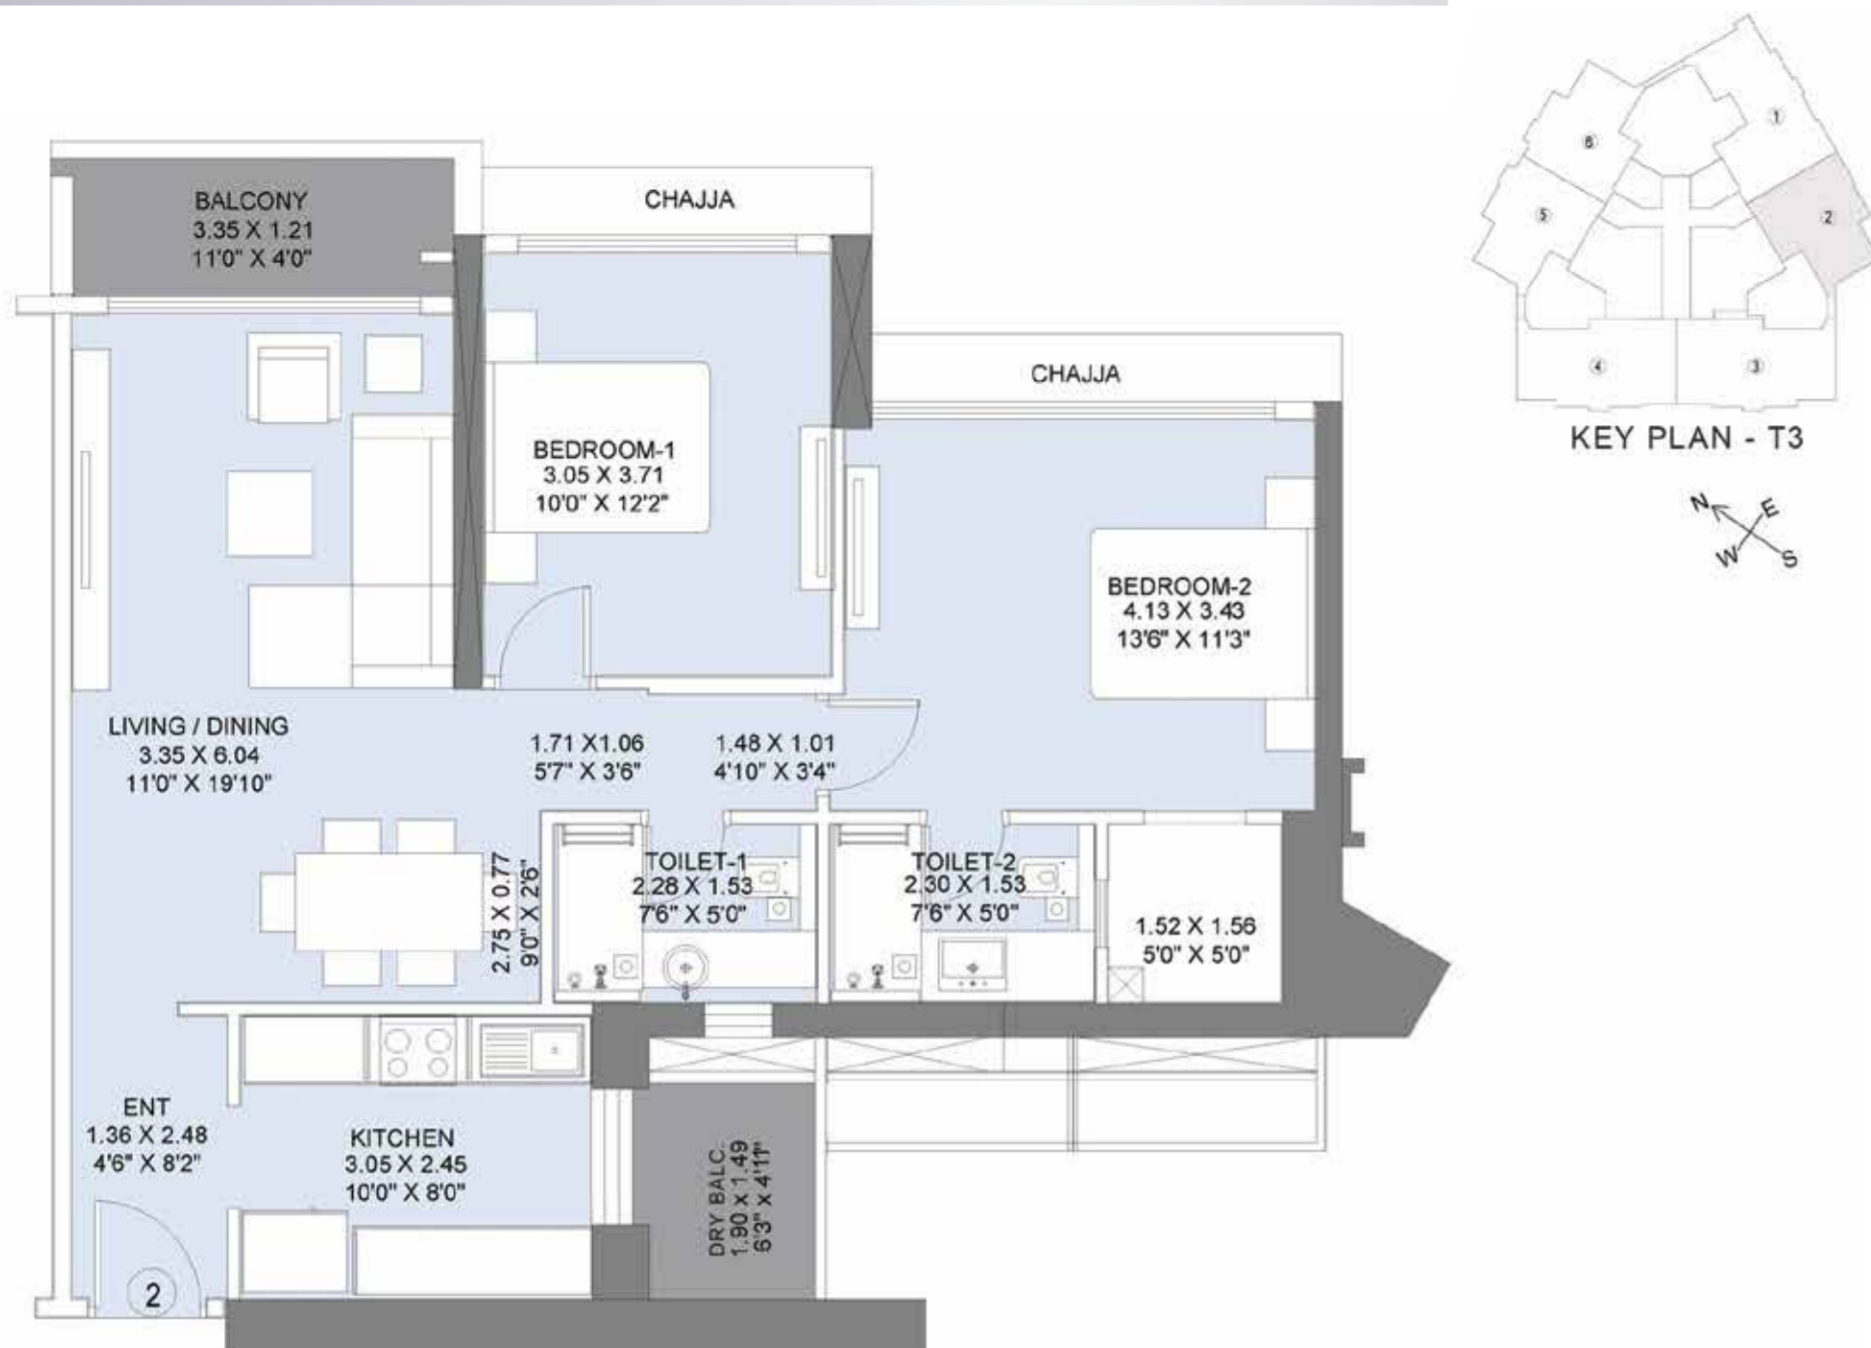 BALCONY
3.35 X 1.21
11'0" X 4'0"
CHAJJA
CHAJJA
BEDROOM-1
3.05 X 3.71
10'0" X 12'2"
BEDROOM-2
4.13 X 3.43
13'6" X 11'3"
LIVING / DINING
3.35 X 6.04
11'0" X 19'10"
1.71 X1.06
5'7" X 3'6"
1.48 X 1.01
4'10" X 3'4"
2.75 X 0.77
9'0" X 2'6"
TOILET-1
2.28 X 1.53
7'6" X 5'0"
TOILET-2
2.30 X 1.53
7'6" X 5'0"
1.52 X 1.56
5'0" X 5'0"
ENT
1.36 X 2.48
4'6" X 8'2"
KITCHEN
3.05 X 2.45
10'0" X 8'0"
DRY BALC.
1.90 X 1.49
6'3" X 4'11"
2
1
6
2
5
4
3
KEY PLAN - T3
N
E
W
S